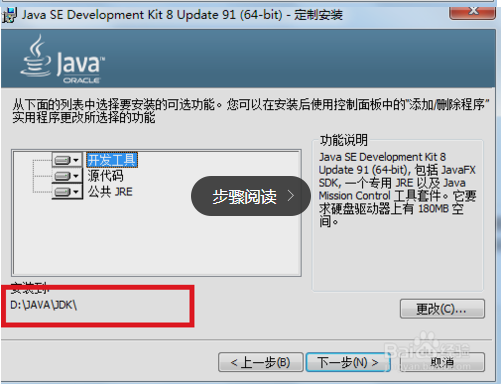 Java SE Development Kit 8 Update 91 (64-bit) - 定制安装
Java
ORACLE
从下面的列表中选择要安装的可选功能。您可以在安装后使用控制面板中的“添加/删除程序”
实用程序更改所选择的功能
开发工具
源代码
公共 JRE
功能说明
Java SE Development Kit 8
Update 91 (64-bit), 包括 JavaFX
SDK, 一个专用 JRE 以及 Java
Mission Control 工具套件。它要
求硬盘驱动器上有 180MB 空
间。
步骤阅读
安装到:
D:\JAVA\JDK\
更改(C)...
<上一步(B)
下一步(N) >
取消
Baidu经验